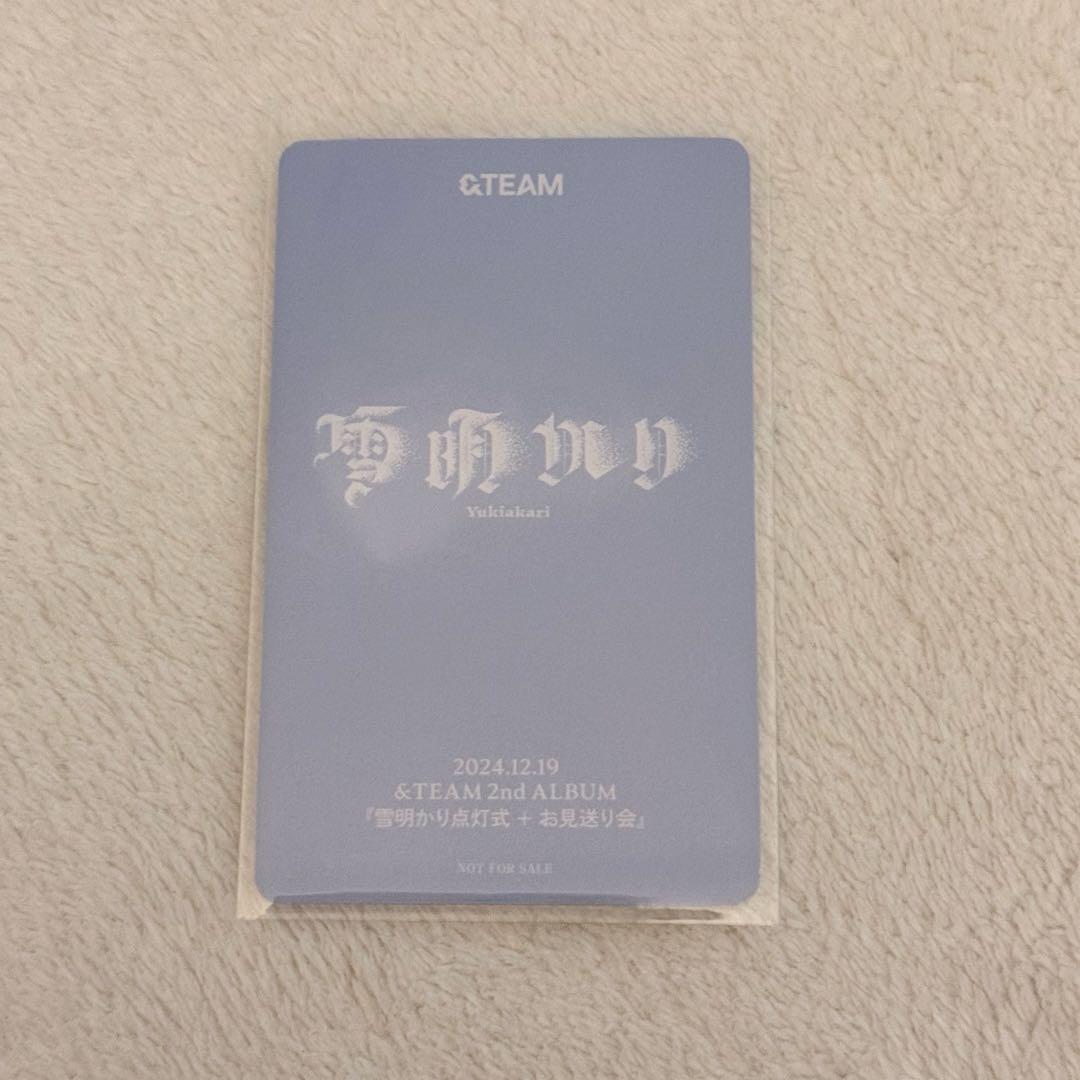 &TEAM
雪明かり
Yukiakari
2024.12.19
&TEAM 2nd ALBUM
『雪明かり点灯式 + お見送り会』
NOT FOR SALE